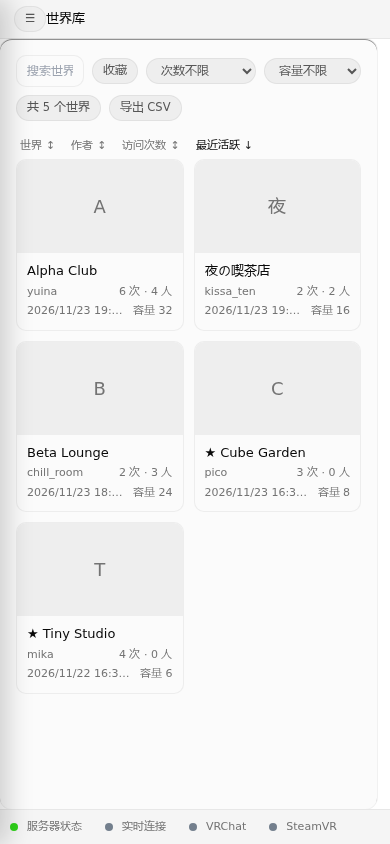 ☰ 世界库
搜索世界 收藏 次数不限 容量不限
共 5 个世界 导出 CSV
世界 ↕ 作者 ↕ 访问次数 ↕ 最近活跃 ↓
A
Alpha Club
yuina 6 次 · 4 人
2026/11/23 19:... 容量 32
夜
夜の喫茶店
kissa_ten 2 次 · 2 人
2026/11/23 19:... 容量 16
B
Beta Lounge
chill_room 2 次 · 3 人
2026/11/23 18:... 容量 24
C
★ Cube Garden
pico 3 次 · 0 人
2026/11/23 16:3... 容量 8
T
★ Tiny Studio
mika 4 次 · 0 人
2026/11/22 16:3... 容量 6
服务器状态 实时连接 VRChat SteamVR